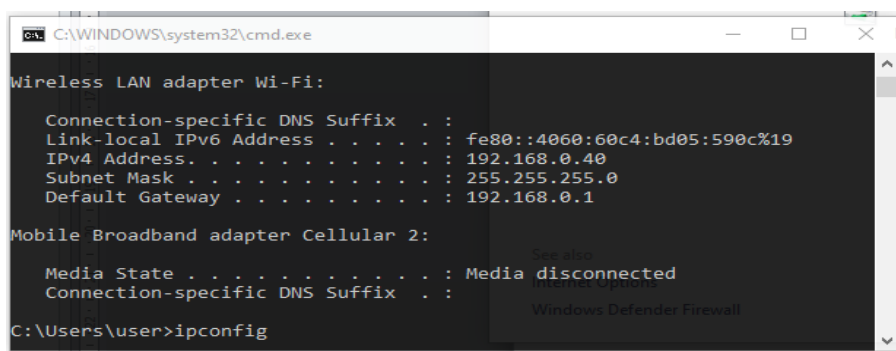 C:\WINDOWS\system32\cmd.exe
Wireless LAN adapter Wi-Fi:
Connection-specific DNS Suffix . :
Link-local IPv6 Address . . . . . : fe80::4060:60c4:bd05:590c%19
IPv4 Address. . . . . . . . . . . : 192.168.0.40
Subnet Mask . . . . . . . . . . . : 255.255.255.0
Default Gateway . . . . . . . . . : 192.168.0.1
Mobile Broadband adapter Cellular 2:
See also
Media State . . . . . . . . . . . : Media disconnected
Internet Options
Connection-specific DNS Suffix . :
Windows Defender Firewall
C:\Users\user>ipconfig